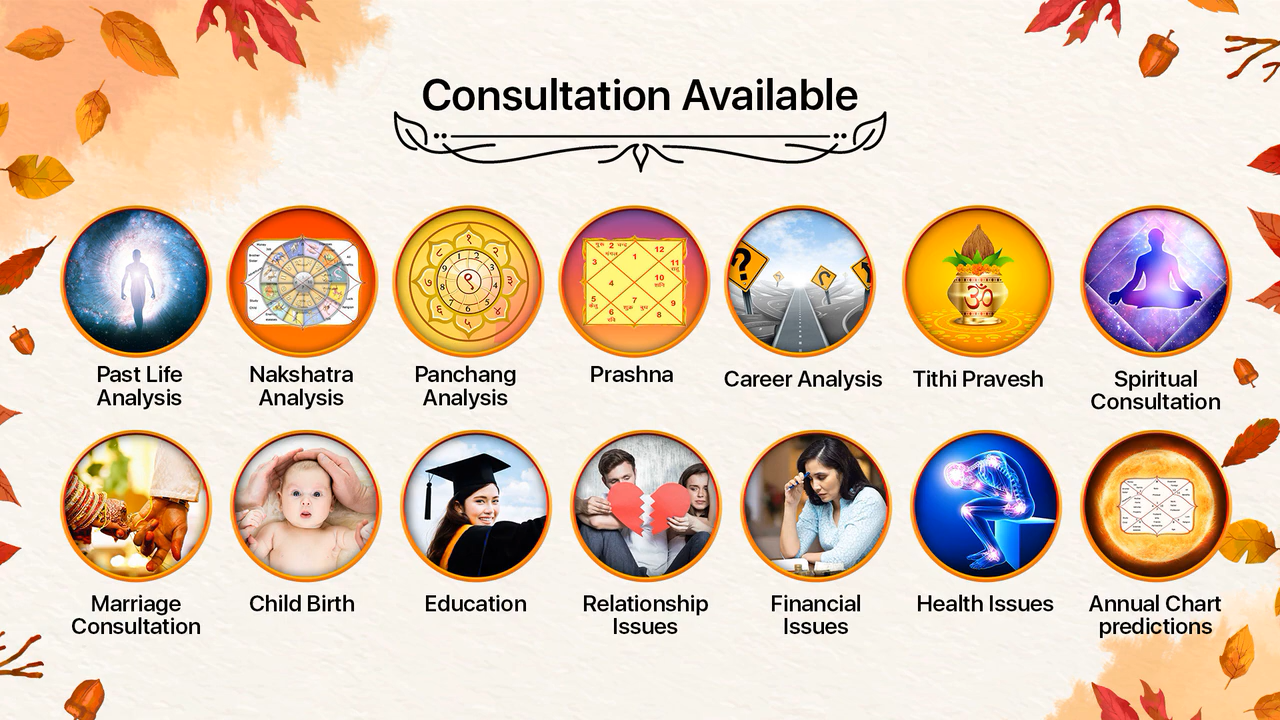 Consultation Available
Past Life
Analysis
Nakshatra
Analysis
Panchang
Analysis
Prashna
Career Analysis
Tithi Pravesh
Spiritual
Consultation
Marriage
Consultation
Child Birth
Education
Relationship
Issues
Financial
Issues
Health Issues
Annual Chart
predictions